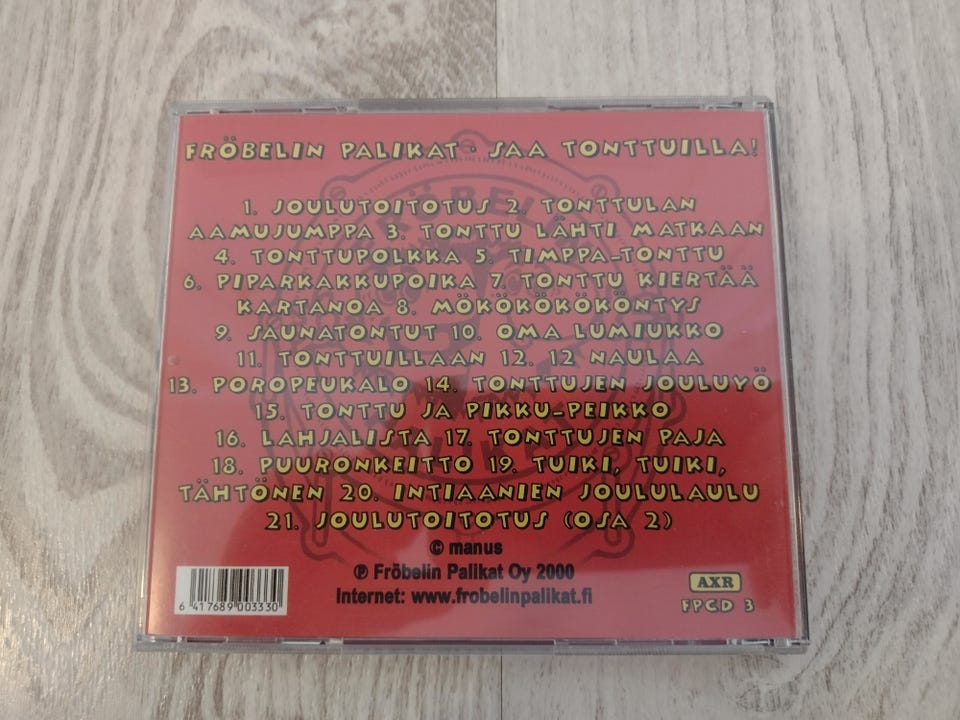 FRÖBELIN PALIKAT · SAA TONTTUILLA!
1. JOULUTOITOTUS 2. TONTTULAN
AAMUJUMPPA 3. TONTTU LÄHTI MATKAAN
4. TONTTUPOLKKA 5. TIMPPA-TONTTU
6. PIPARKAKKUPOIKA 7. TONTTU KIERTÄÄ
KARTANOA 8. MÖKÖKÖKÖKÖNTYS
9. SAUNATONTUT 10. OMA LUMIUKKO
11. TONTTUILLAAN 12. 12 NAULAA
13. POROPEUKALO 14. TONTTUJEN JOULUYÖ
15. TONTTU JA PIKKU-PEIKKO
16. LAHJALISTA 17. TONTTUJEN PAJA
18. PUURONKEITTO 19. TUIKI, TUIKI,
TÄHTÖNEN 20. INTIAANIEN JOULULAULU
21. JOULUTOITOTUS (OSA 2)
© manus
℗ Fröbelin Palikat Oy 2000
Internet: www.frobelinpalikat.fi
6 417689 003330
AXR
FPCD 3